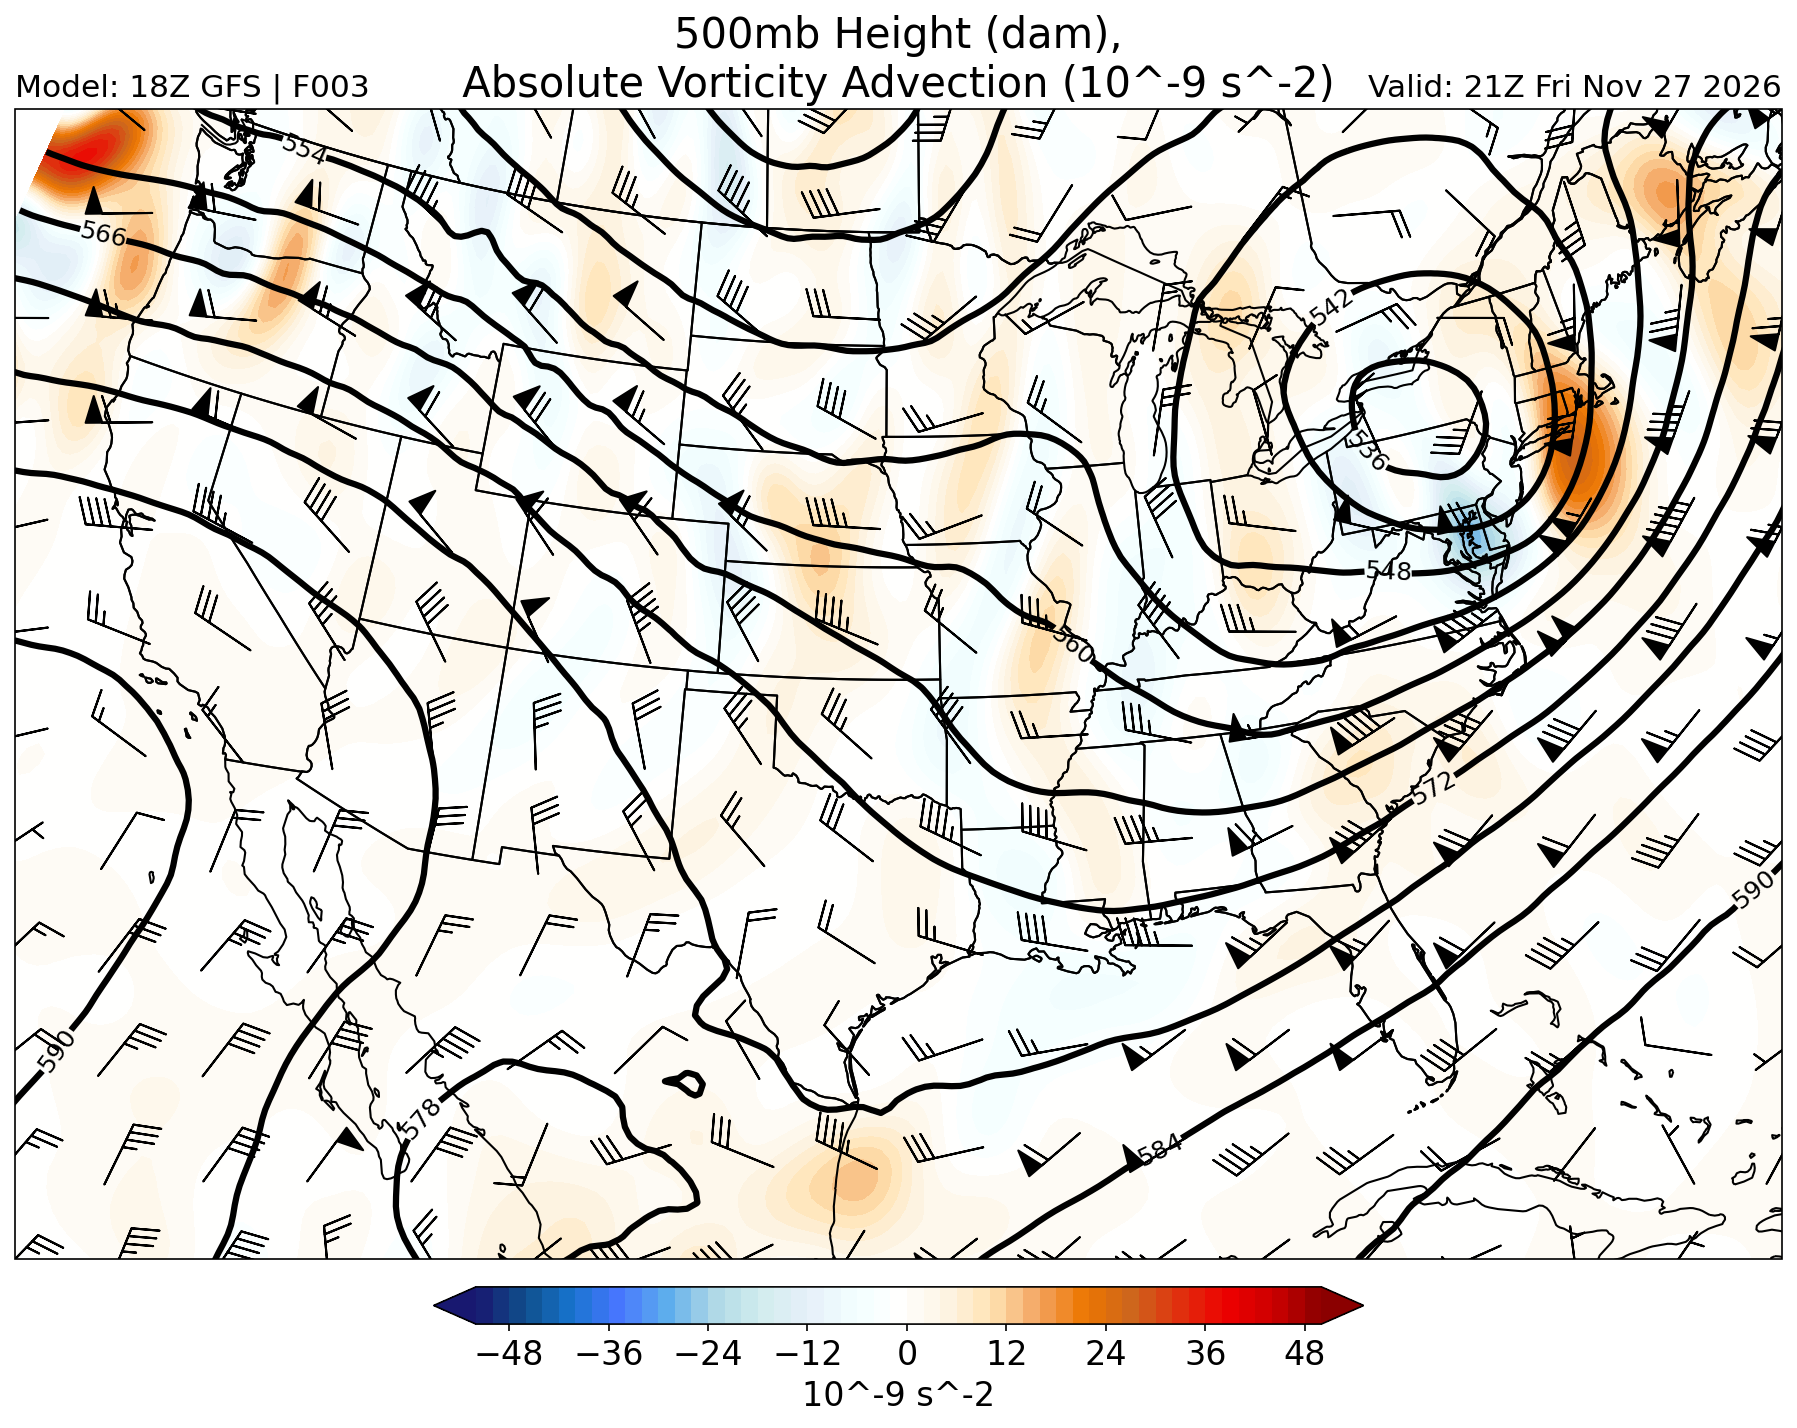 500mb Height (dam),
Model: 18Z GFS | F003
Absolute Vorticity Advection (10^-9 s^-2)
Valid: 21Z Fri Nov 27 2026
554
566
542
536
548
560
572
590
590
578
584
−48 −36 −24 −12 0 12 24 36 48
10^-9 s^-2